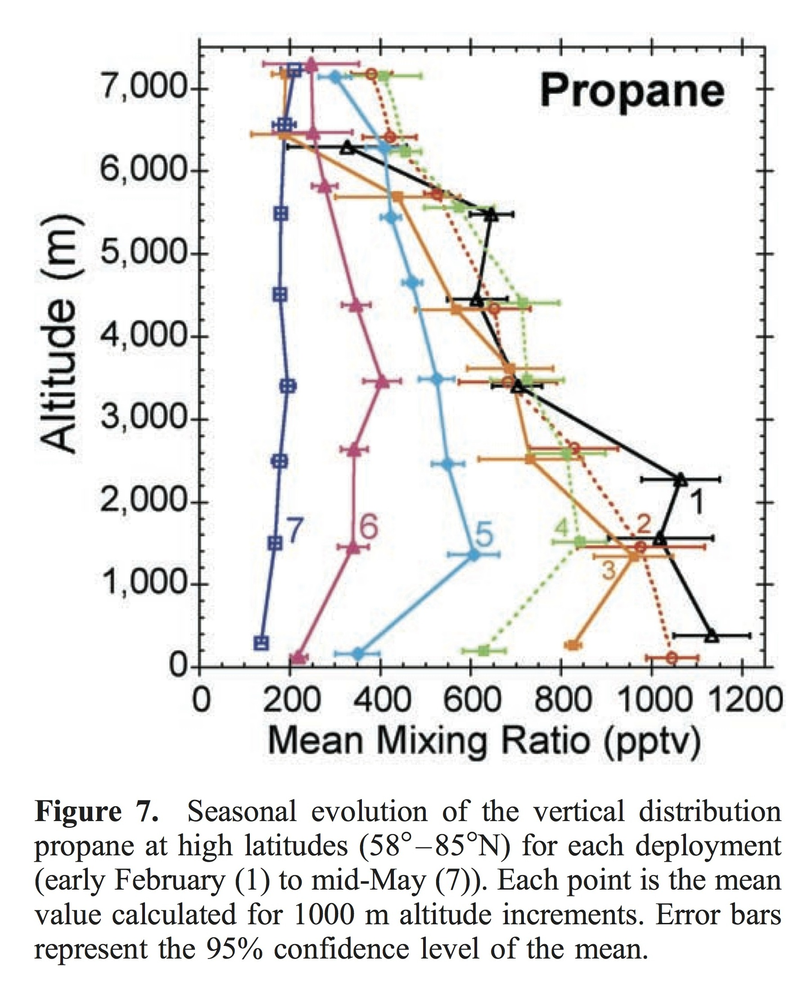 Propane
7,000
6,000
5,000
4,000
3,000
2,000
1,000
0
Altitude (m)
7
6
5
4
3
2
1
0 200 400 600 800 1000 1200
Mean Mixing Ratio (pptv)
Figure 7. Seasonal evolution of the vertical distribution
propane at high latitudes (58°–85°N) for each deployment
(early February (1) to mid-May (7)). Each point is the mean
value calculated for 1000 m altitude increments. Error bars
represent the 95% confidence level of the mean.